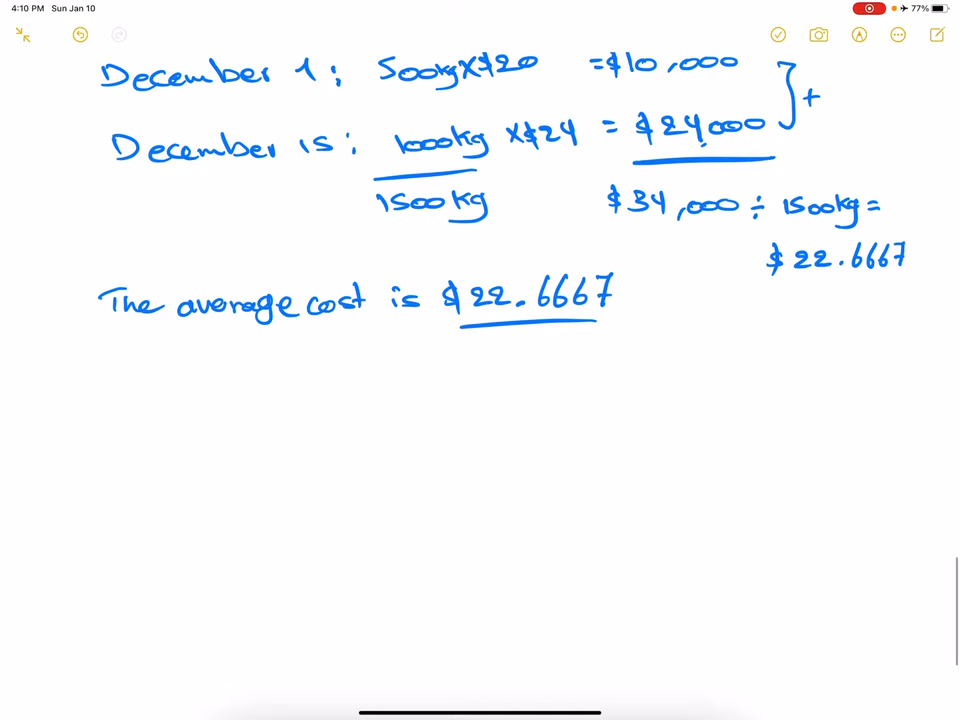 4:10 PM Sun Jan 10 77%
December 1 : 500kg x $20 = $10,000
December 15 : 1000kg x $24 = $24,000 +
1500kg $34,000 ÷ 1500kg =
$22.6667
The average cost is $22.6667